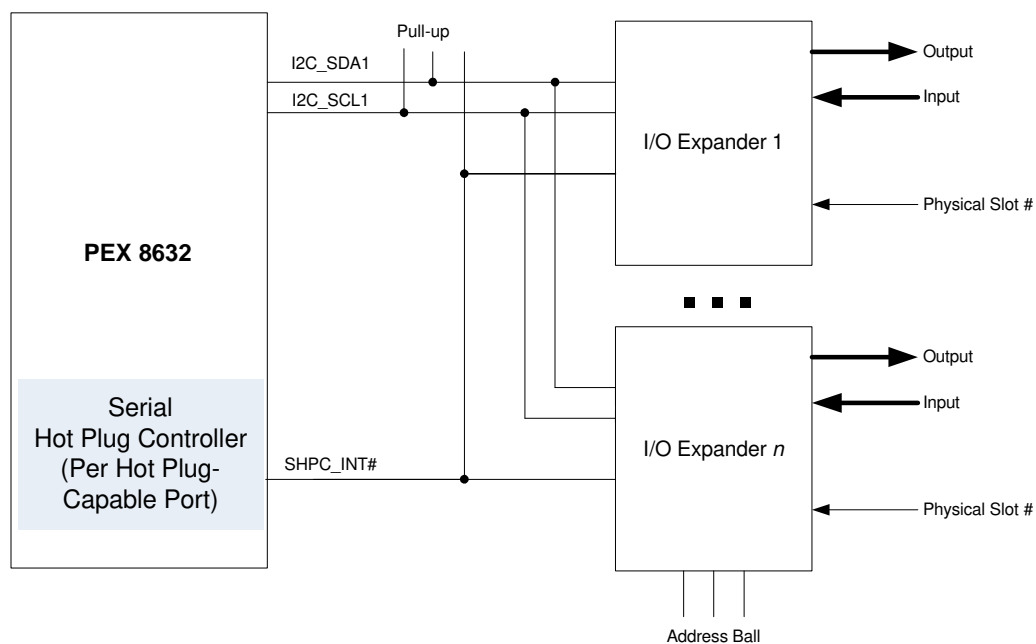 Pull-up
I2C_SDA1
I2C_SCL1
Output
Input
I/O Expander 1
Physical Slot #
PEX 8632
Output
Input
I/O Expander n
Physical Slot #
Serial
Hot Plug Controller
(Per Hot Plug-
Capable Port)
SHPC_INT#
Address Ball